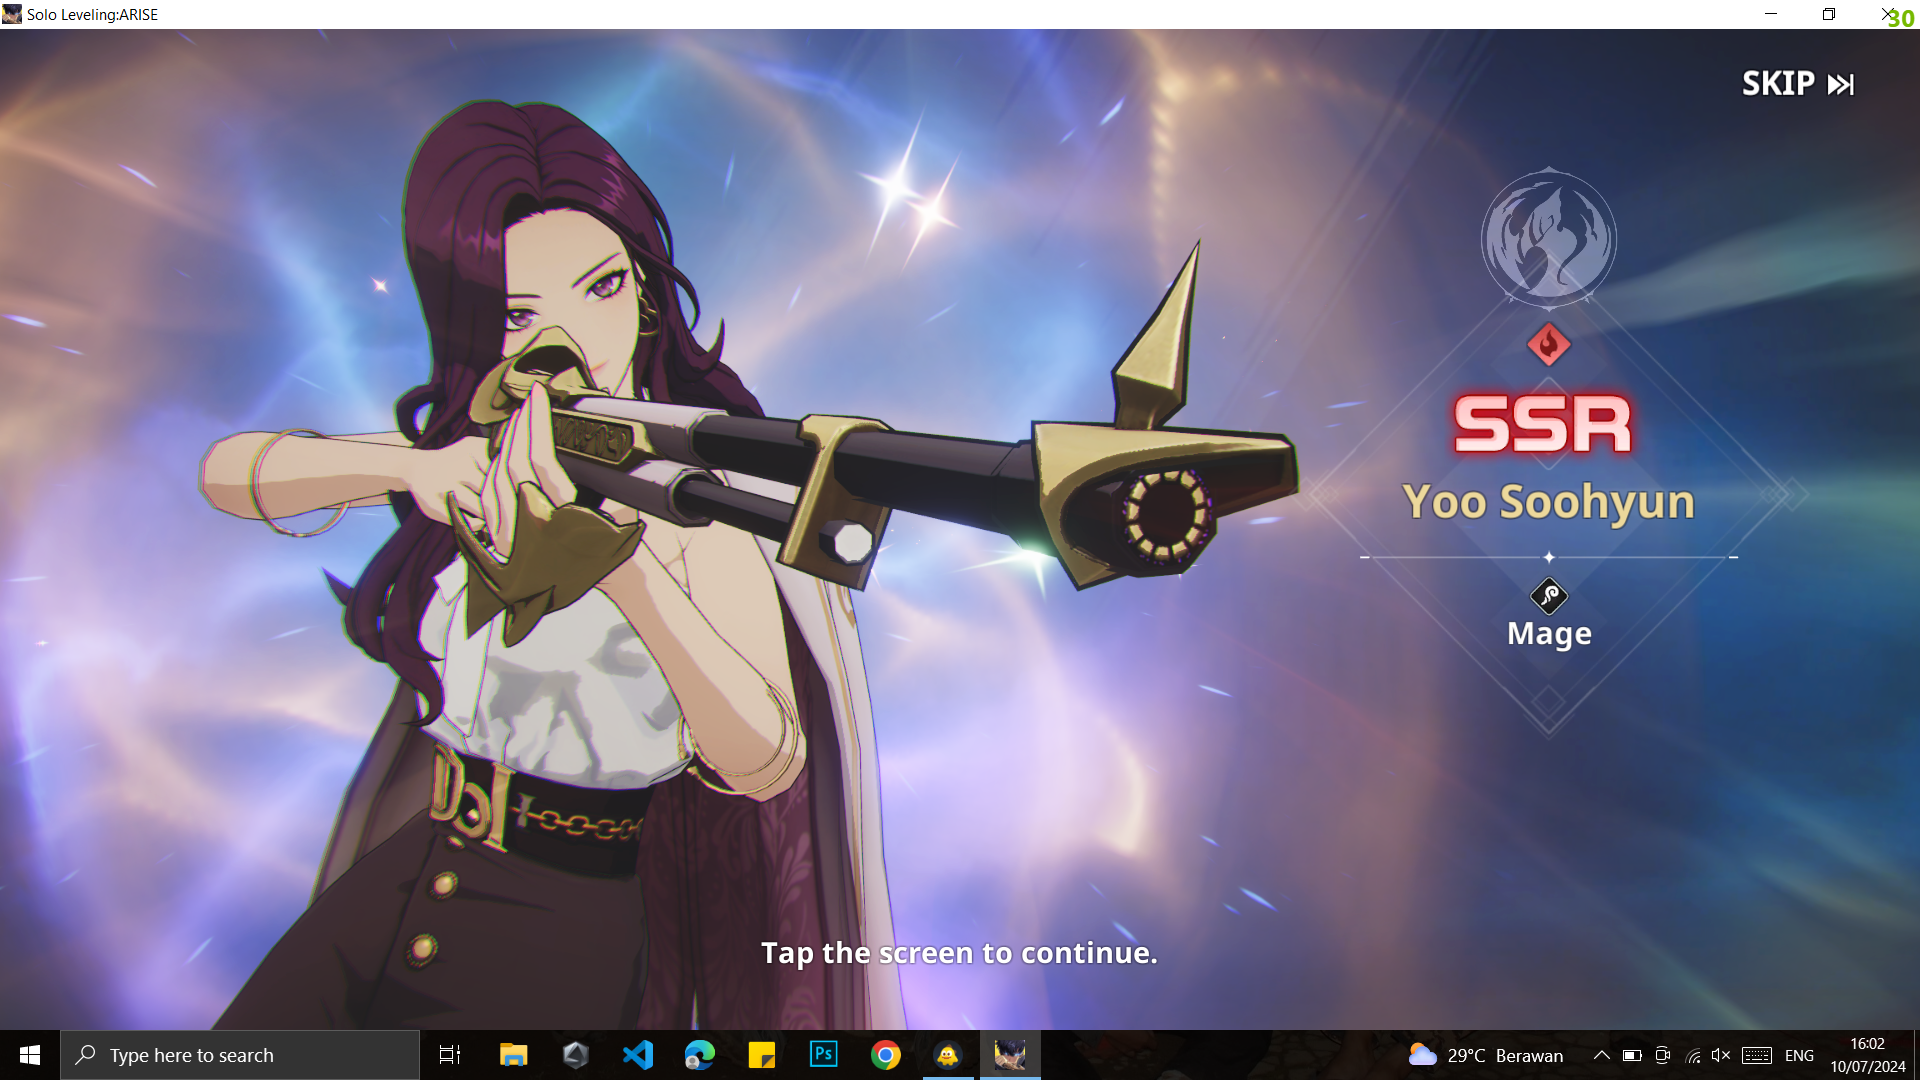 Solo Leveling:ARISE
30
SKIP
SSR
Yoo Soohyun
Mage
Tap the screen to continue.
Type here to search
Ps
29°C Berawan
ENG
16:02
10/07/2024